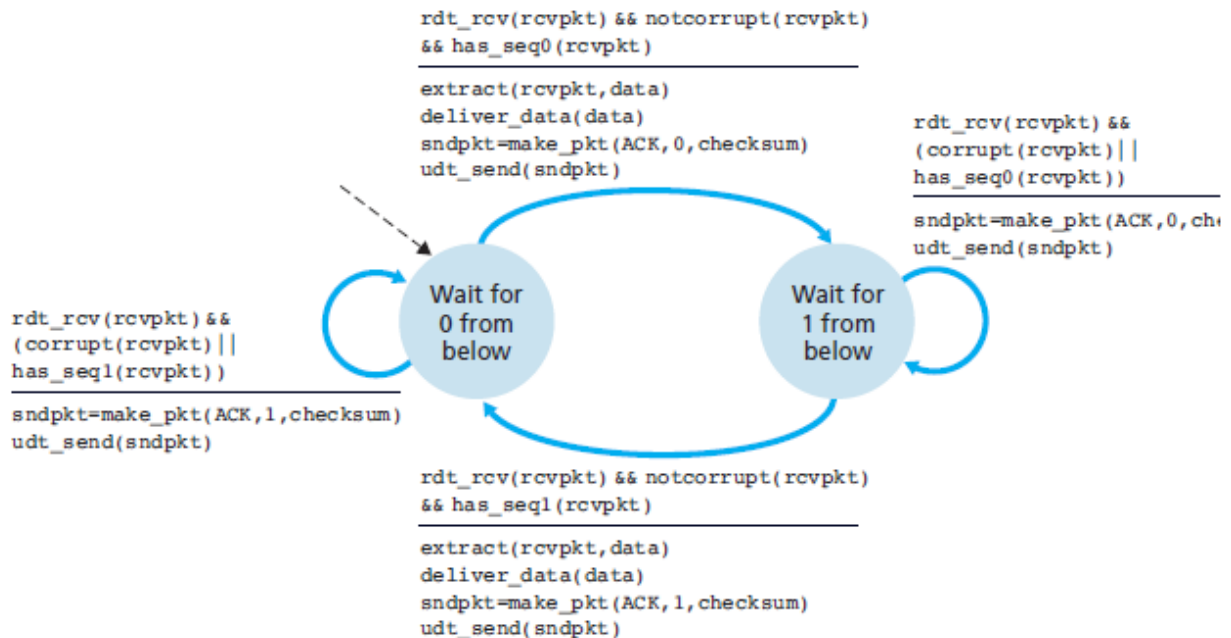 rdt_rcv(rcvpkt) && notcorrupt(rcvpkt)
&& has_seq0(rcvpkt)
extract(rcvpkt,data)
deliver_data(data)
sndpkt=make_pkt(ACK,0,checksum)
udt_send(sndpkt)
rdt_rcv(rcvpkt) &&
(corrupt(rcvpkt)||
has_seq0(rcvpkt))
sndpkt=make_pkt(ACK,0,che
udt_send(sndpkt)
Wait for
0 from
below
Wait for
1 from
below
rdt_rcv(rcvpkt) &&
(corrupt(rcvpkt)||
has_seq1(rcvpkt))
sndpkt=make_pkt(ACK,1,checksum)
udt_send(sndpkt)
rdt_rcv(rcvpkt) && notcorrupt(rcvpkt)
&& has_seq1(rcvpkt)
extract(rcvpkt,data)
deliver_data(data)
sndpkt=make_pkt(ACK,1,checksum)
udt_send(sndpkt)